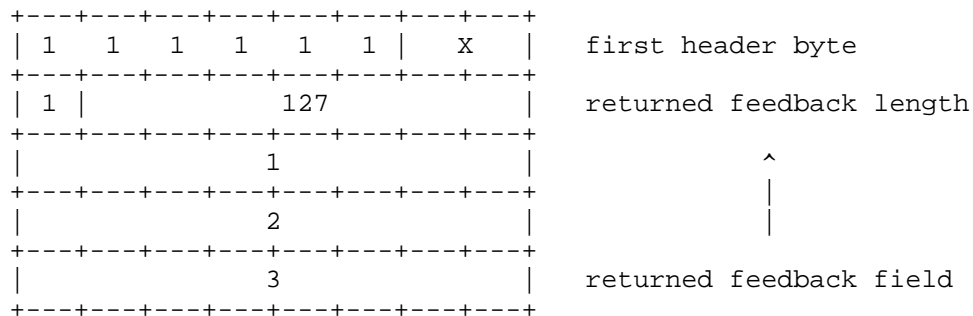 +---+---+---+---+---+---+---+---+
| 1   1   1   1   1   1 |   X   |   first header byte
+---+---+---+---+---+---+---+---+
| 1 |            127            |   returned feedback length
+---+---+---+---+---+---+---+---+
|               1               |              ^
+---+---+---+---+---+---+---+---+              |
|               2               |              |
+---+---+---+---+---+---+---+---+
|               3               |   returned feedback field
+---+---+---+---+---+---+---+---+